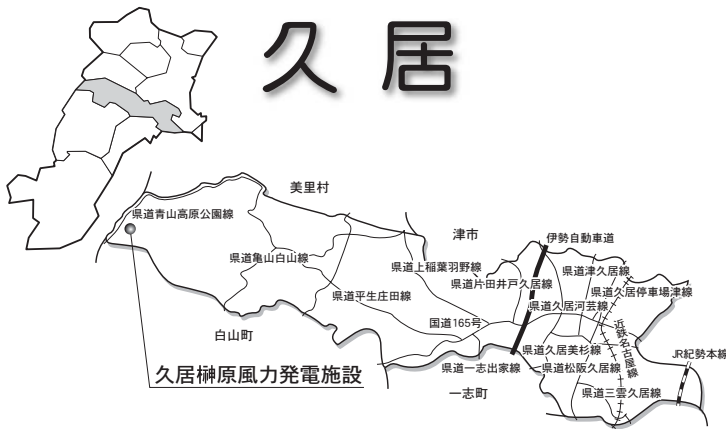 久居
美里村
県道青山高原公園線
津市
伊勢自動車道
県道亀山白山線
県道上稲葉羽野線
県道津久居線
県道片田井戸久居線
県道久居停車場津線
県道平生庄田線
県道久居河芸線
国道165号
近鉄名古屋線
白山町
県道久居美杉線
JR紀勢本線
県道一志出家線
県道松阪久居線
久居榊原風力発電施設
一志町
県道三雲久居線